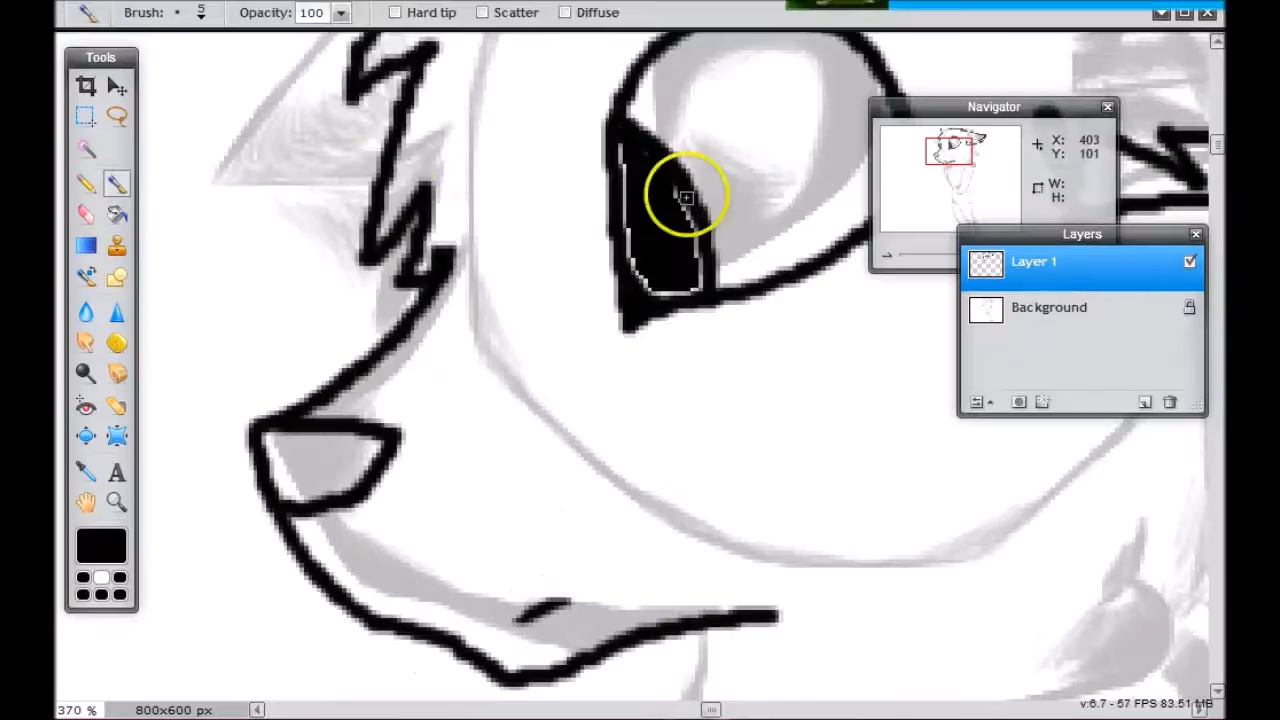 Brush: 5 Opacity: 100 Hard tip Scatter Diffuse
Tools
Navigator
X: 403
Y: 101
W:
H:
Layers
Layer 1
Background
A
370 % 800x600 px
v:6.7 - 57 FPS 83.51 MB